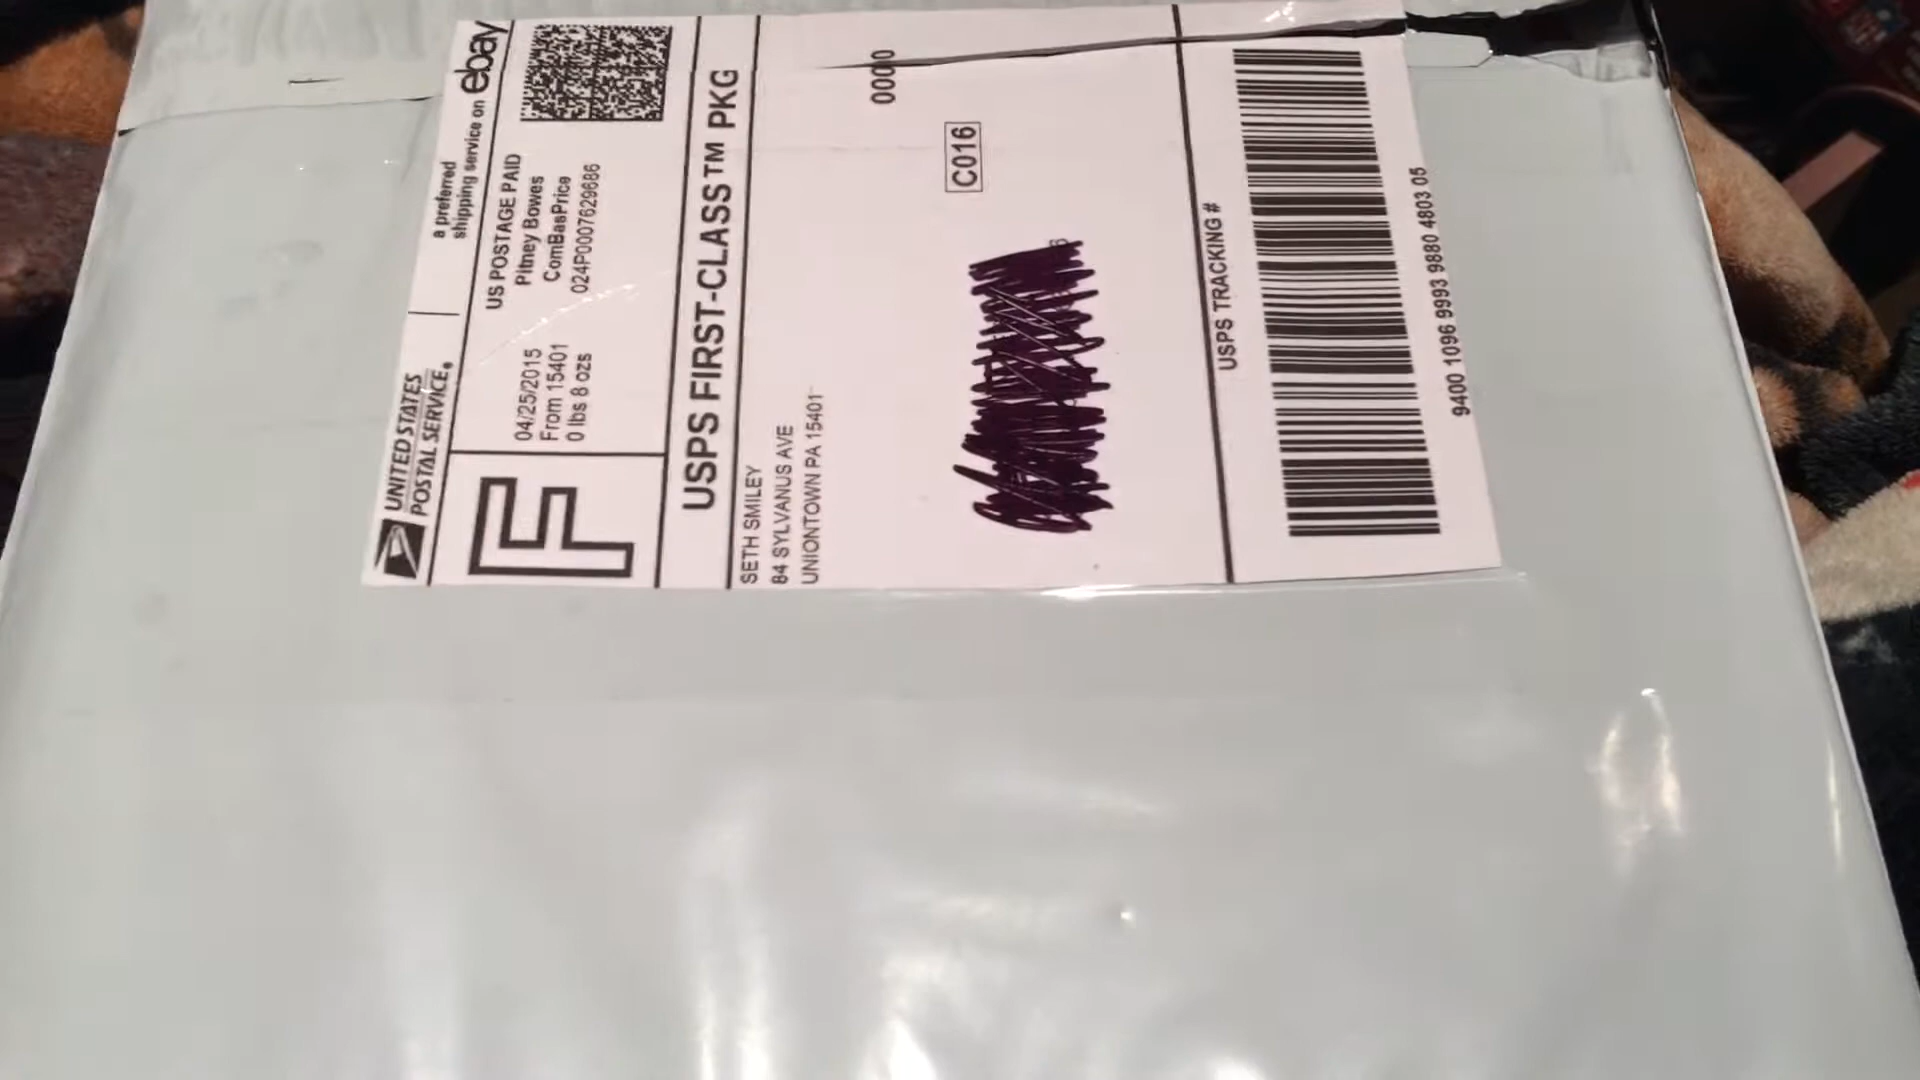 UNITED STATES
POSTAL SERVICE®
a preferred
shipping service on ebay
F
04/25/2015
From 15401
0 lbs 8 ozs
US POSTAGE PAID
Pitney Bowes
ComBasPrice
024P0007629686
USPS FIRST-CLASS™ PKG
SETH SMILEY
84 SYLVANUS AVE
UNIONTOWN PA 15401
0000
C016
USPS TRACKING #
9400 1096 9993 9880 4803 05